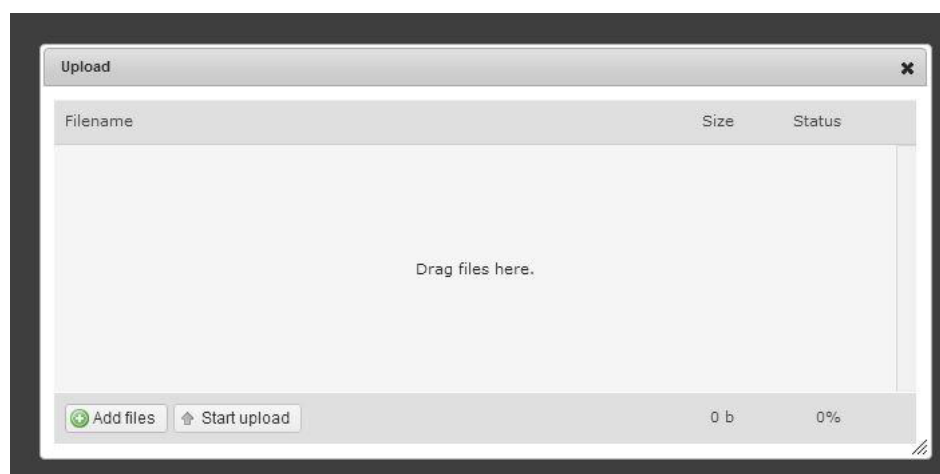 Upload
Filename Size Status
Drag files here.
Add files Start upload 0 b 0%